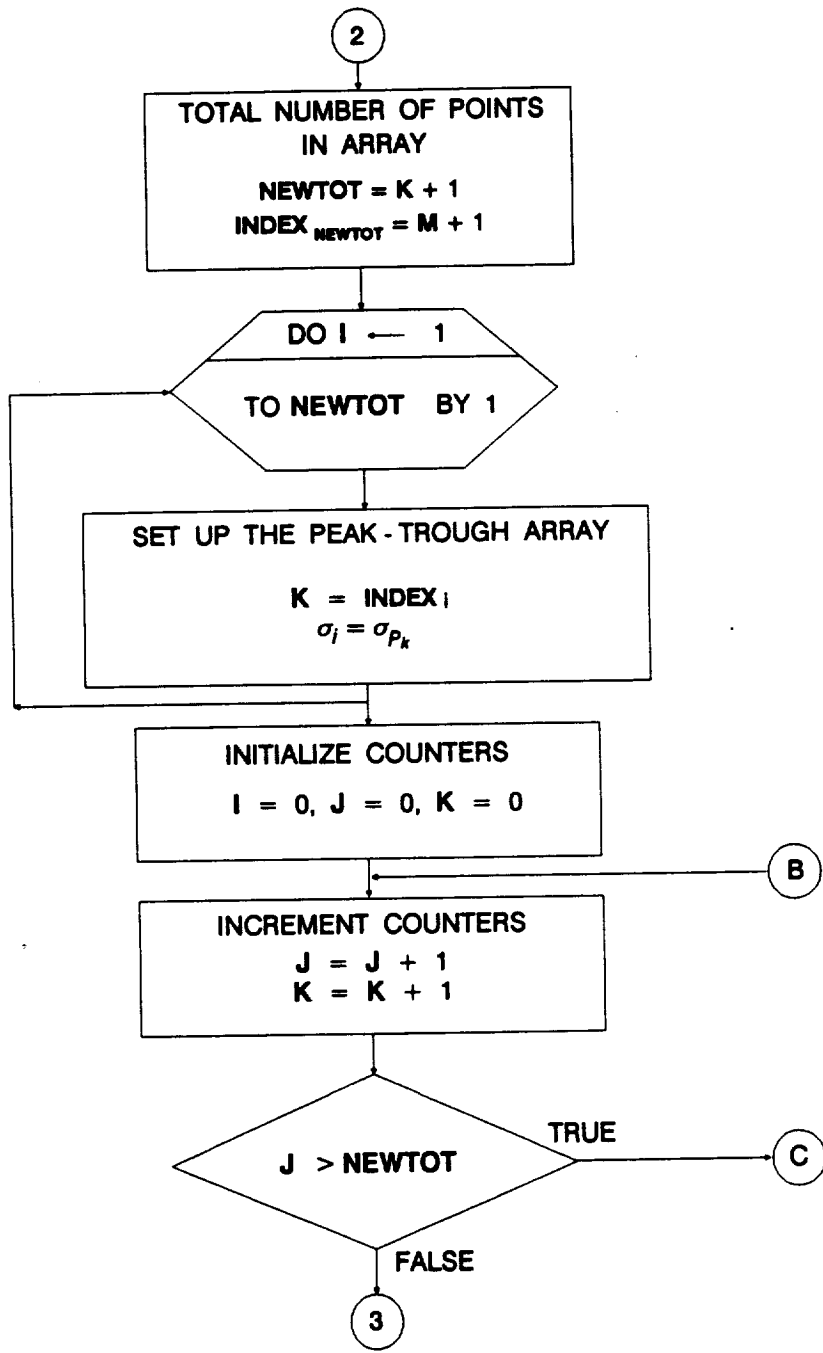 2
TOTAL NUMBER OF POINTS
IN ARRAY
NEWTOT = K + 1
INDEX NEWTOT = M + 1
DO I ← 1
TO NEWTOT BY 1
SET UP THE PEAK - TROUGH ARRAY
K = INDEX i
σi = σPk
INITIALIZE COUNTERS
I = 0, J = 0, K = 0
B
INCREMENT COUNTERS
J = J + 1
K = K + 1
J > NEWTOT
TRUE
C
FALSE
3